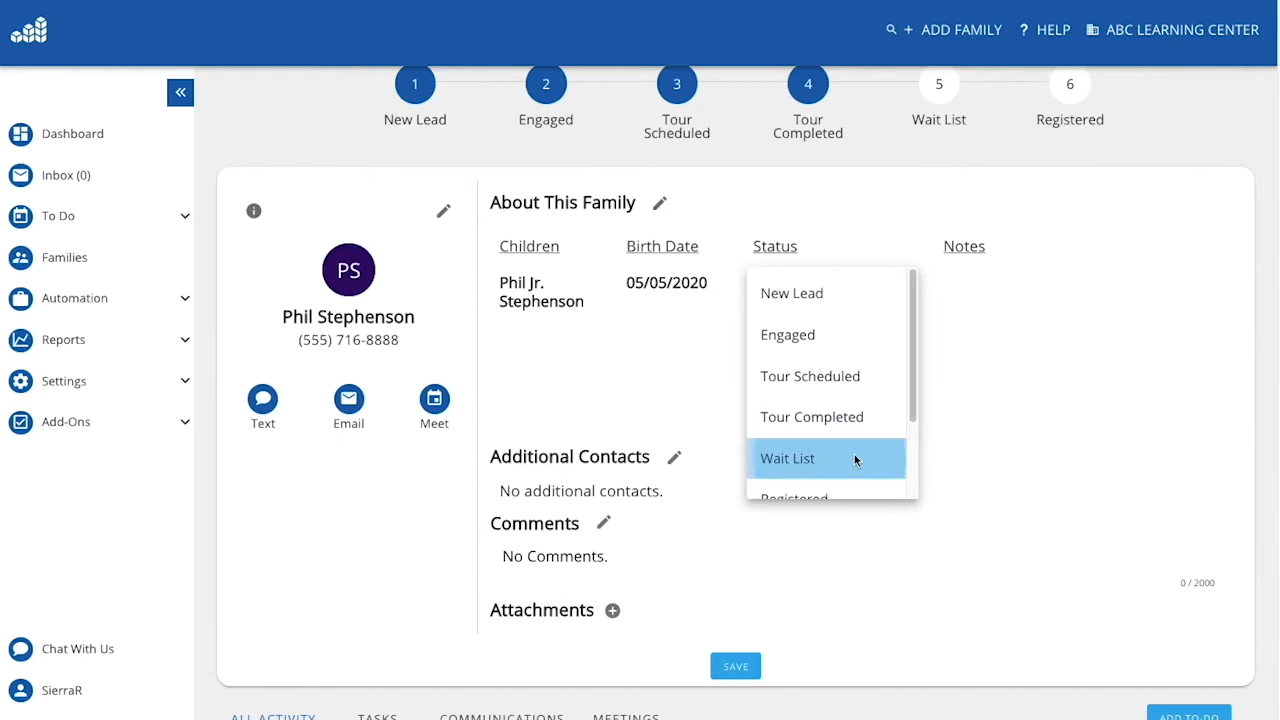 + ADD FAMILY
? HELP
ABC LEARNING CENTER
«
Dashboard
Inbox (0)
To Do
Families
Automation
Reports
Settings
Add-Ons
Chat With Us
SierraR
1
New Lead
2
Engaged
3
Tour
Scheduled
4
Tour
Completed
5
Wait List
6
Registered
PS
Phil Stephenson
(555) 716-8888
Text
Email
Meet
About This Family
Children
Birth Date
Status
Notes
Phil Jr.
Stephenson
05/05/2020
New Lead
Engaged
Tour Scheduled
Tour Completed
Wait List
Registered
Additional Contacts
No additional contacts.
Comments
No Comments.
0 / 2000
Attachments
SAVE
ALL ACTIVITY
TASKS
COMMUNICATIONS
MEETINGS
ADD TO-DO